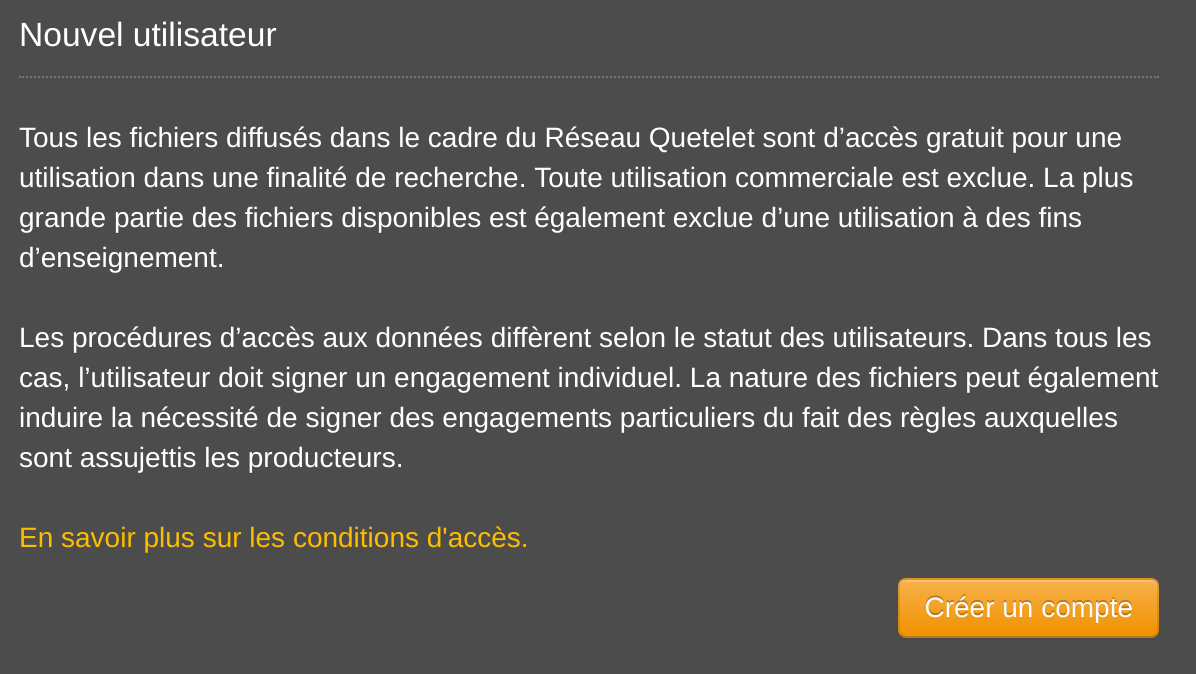 Nouvel utilisateur
Tous les fichiers diffusés dans le cadre du Réseau Quetelet sont d’accès gratuit pour une
utilisation dans une finalité de recherche. Toute utilisation commerciale est exclue. La plus
grande partie des fichiers disponibles est également exclue d’une utilisation à des fins
d’enseignement.
Les procédures d’accès aux données diffèrent selon le statut des utilisateurs. Dans tous les
cas, l’utilisateur doit signer un engagement individuel. La nature des fichiers peut également
induire la nécessité de signer des engagements particuliers du fait des règles auxquelles
sont assujettis les producteurs.
En savoir plus sur les conditions d'accès.
Créer un compte